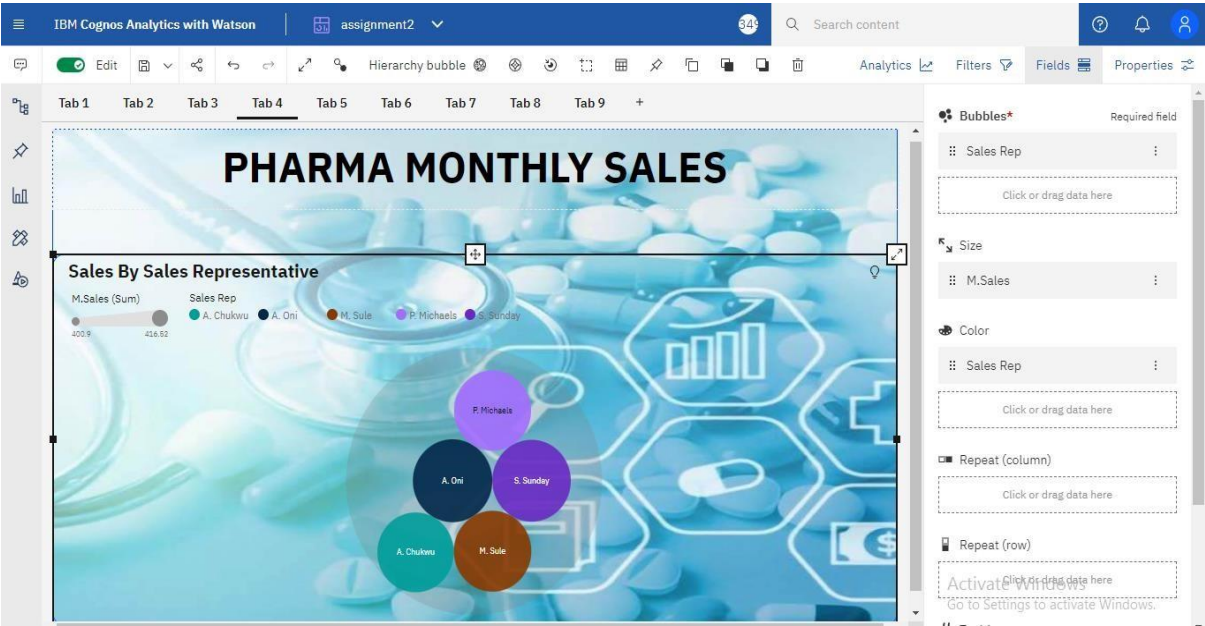 IBM Cognos Analytics with Watson
assignment2
Search content
Edit
Hierarchy bubble
Analytics
Filters
Fields
Properties
Tab 1 Tab 2 Tab 3 Tab 4 Tab 5 Tab 6 Tab 7 Tab 8 Tab 9 +
PHARMA MONTHLY SALES
Sales By Sales Representative
M.Sales (Sum)
400.9 416.52
Sales Rep
A. Chukwu A. Oni M. Sule P. Michaels S. Sunday
P. Michaels
A. Oni
S. Sunday
A. Chukwu
M. Sule
Bubbles* Required field
Sales Rep
Click or drag data here
Size
M.Sales
Color
Sales Rep
Click or drag data here
Repeat (column)
Click or drag data here
Repeat (row)
Click or drag data here
Activate Windows
Go to Settings to activate Windows.